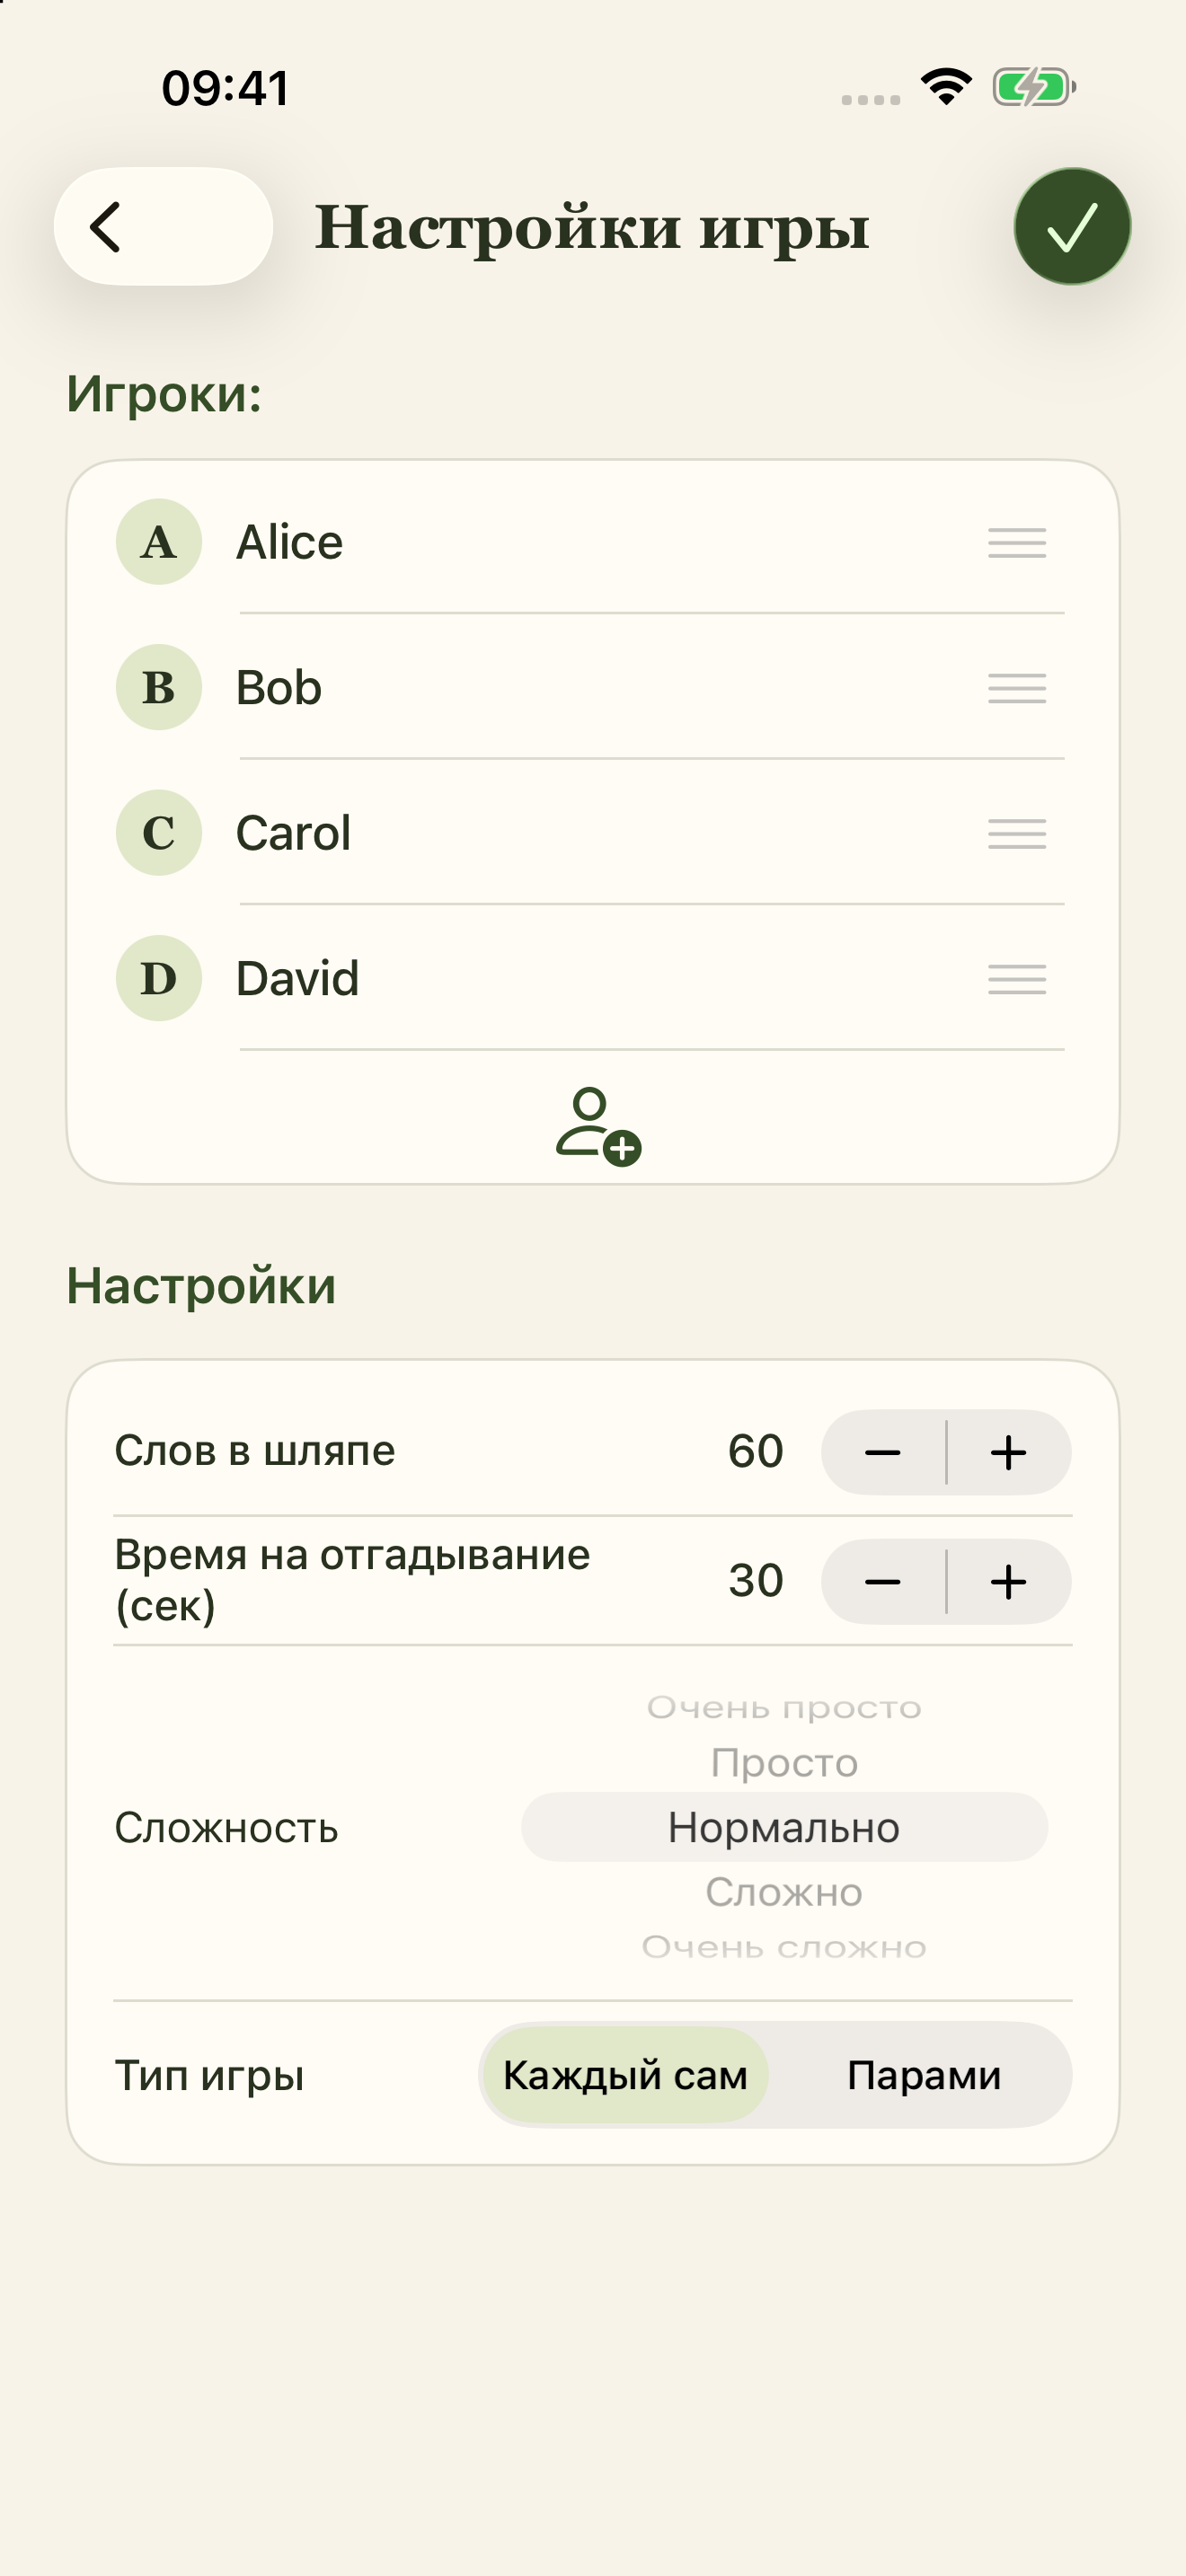 09:41
Настройки игры
Игроки:
A Alice
B Bob
C Carol
D David
Настройки
Слов в шляпе 60
Время на отгадывание
(сек) 30
Очень просто
Просто
Сложность Нормально
Сложно
Очень сложно
Тип игры Каждый сам Парами